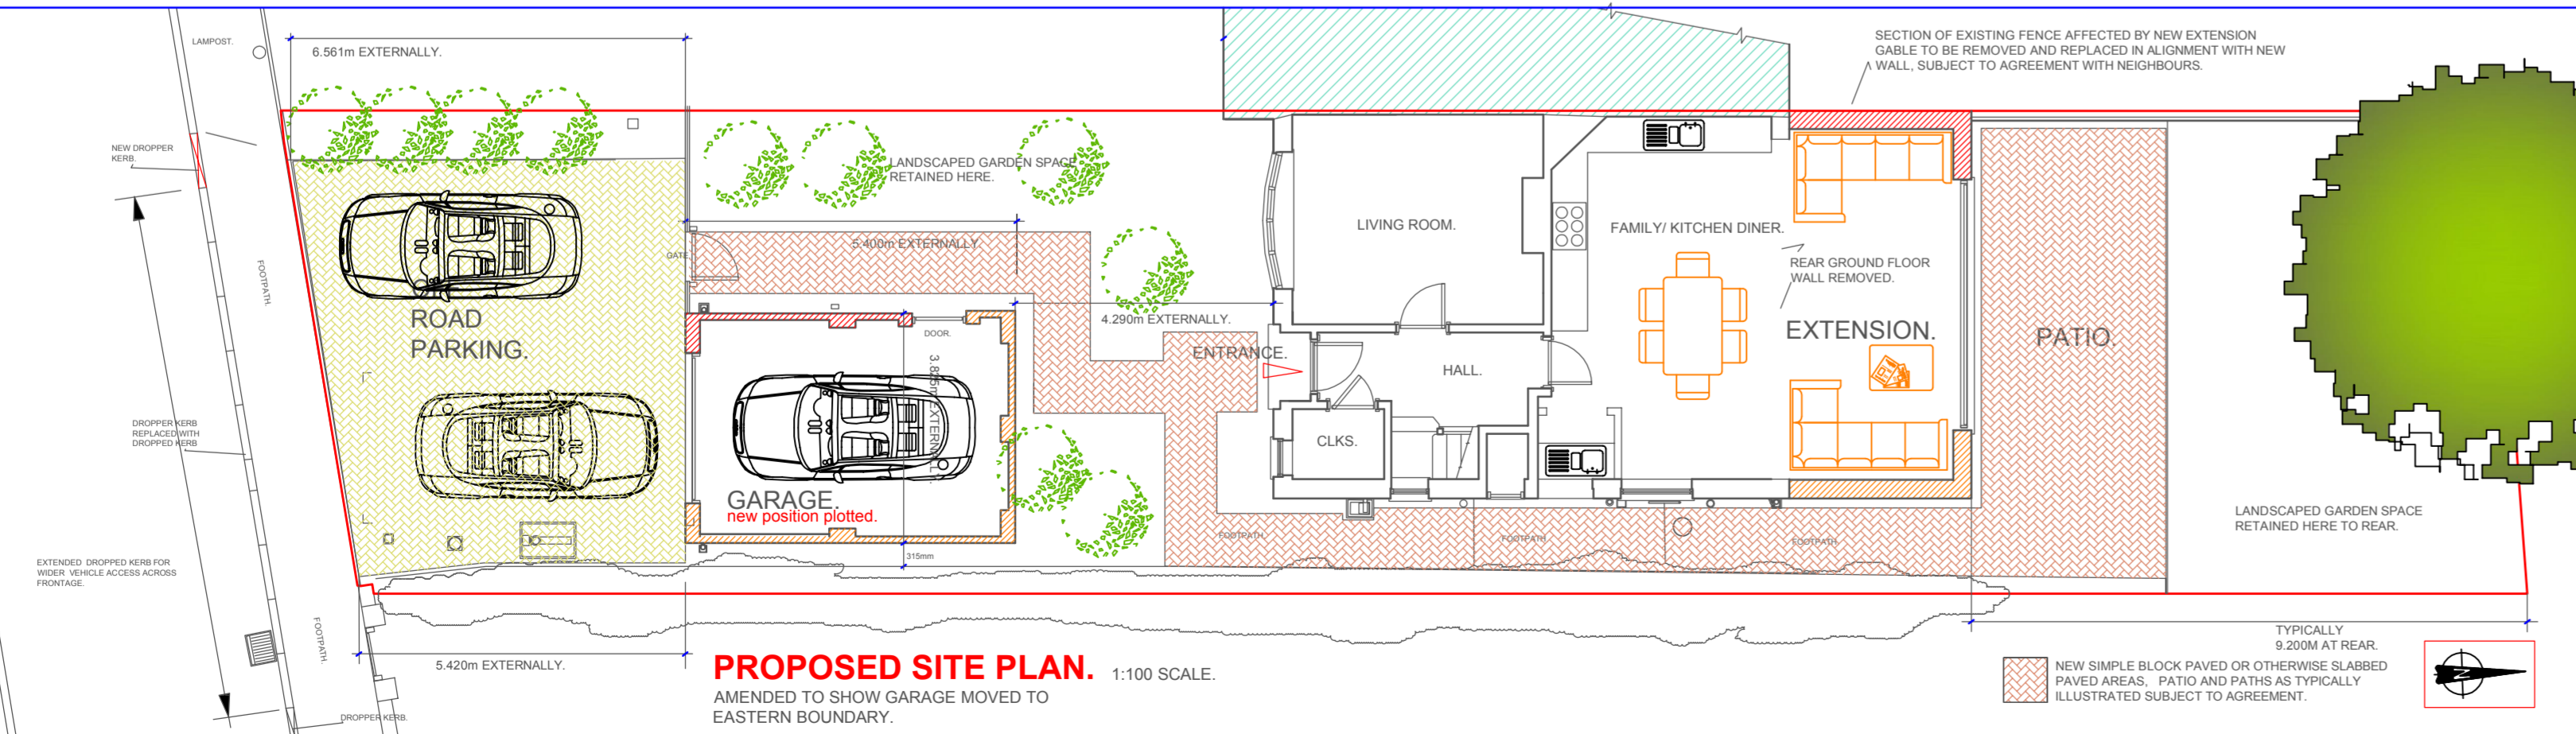 LAMPOST.
6.561m EXTERNALLY.
SECTION OF EXISTING FENCE AFFECTED BY NEW EXTENSION
GABLE TO BE REMOVED AND REPLACED IN ALIGNMENT WITH NEW
WALL, SUBJECT TO AGREEMENT WITH NEIGHBOURS.
NEW DROPPER
KERB.
LANDSCAPED GARDEN SPACE
RETAINED HERE.
LIVING ROOM.
FAMILY/ KITCHEN DINER.
5.400m EXTERNALLY.
GATE.
FOOTPATH.
REAR GROUND FLOOR
WALL REMOVED.
ROAD
PARKING.
4.290m EXTERNALLY.
DOOR.
3.825m EXTERNALLY.
ENTRANCE.
HALL.
EXTENSION.
PATIO.
DROPPER KERB
REPLACED WITH
DROPPED KERB
CLKS.
GARAGE.
new position plotted.
LANDSCAPED GARDEN SPACE
RETAINED HERE TO REAR.
FOOTPATH.
FOOTPATH.
FOOTPATH.
315mm
EXTENDED DROPPED KERB FOR
WIDER VEHICLE ACCESS ACROSS
FRONTAGE.
FOOTPATH.
5.420m EXTERNALLY.
PROPOSED SITE PLAN. 1:100 SCALE.
AMENDED TO SHOW GARAGE MOVED TO
EASTERN BOUNDARY.
DROPPER KERB.
TYPICALLY
9.200M AT REAR.
NEW SIMPLE BLOCK PAVED OR OTHERWISE SLABBED
PAVED AREAS, PATIO AND PATHS AS TYPICALLY
ILLUSTRATED SUBJECT TO AGREEMENT.
N